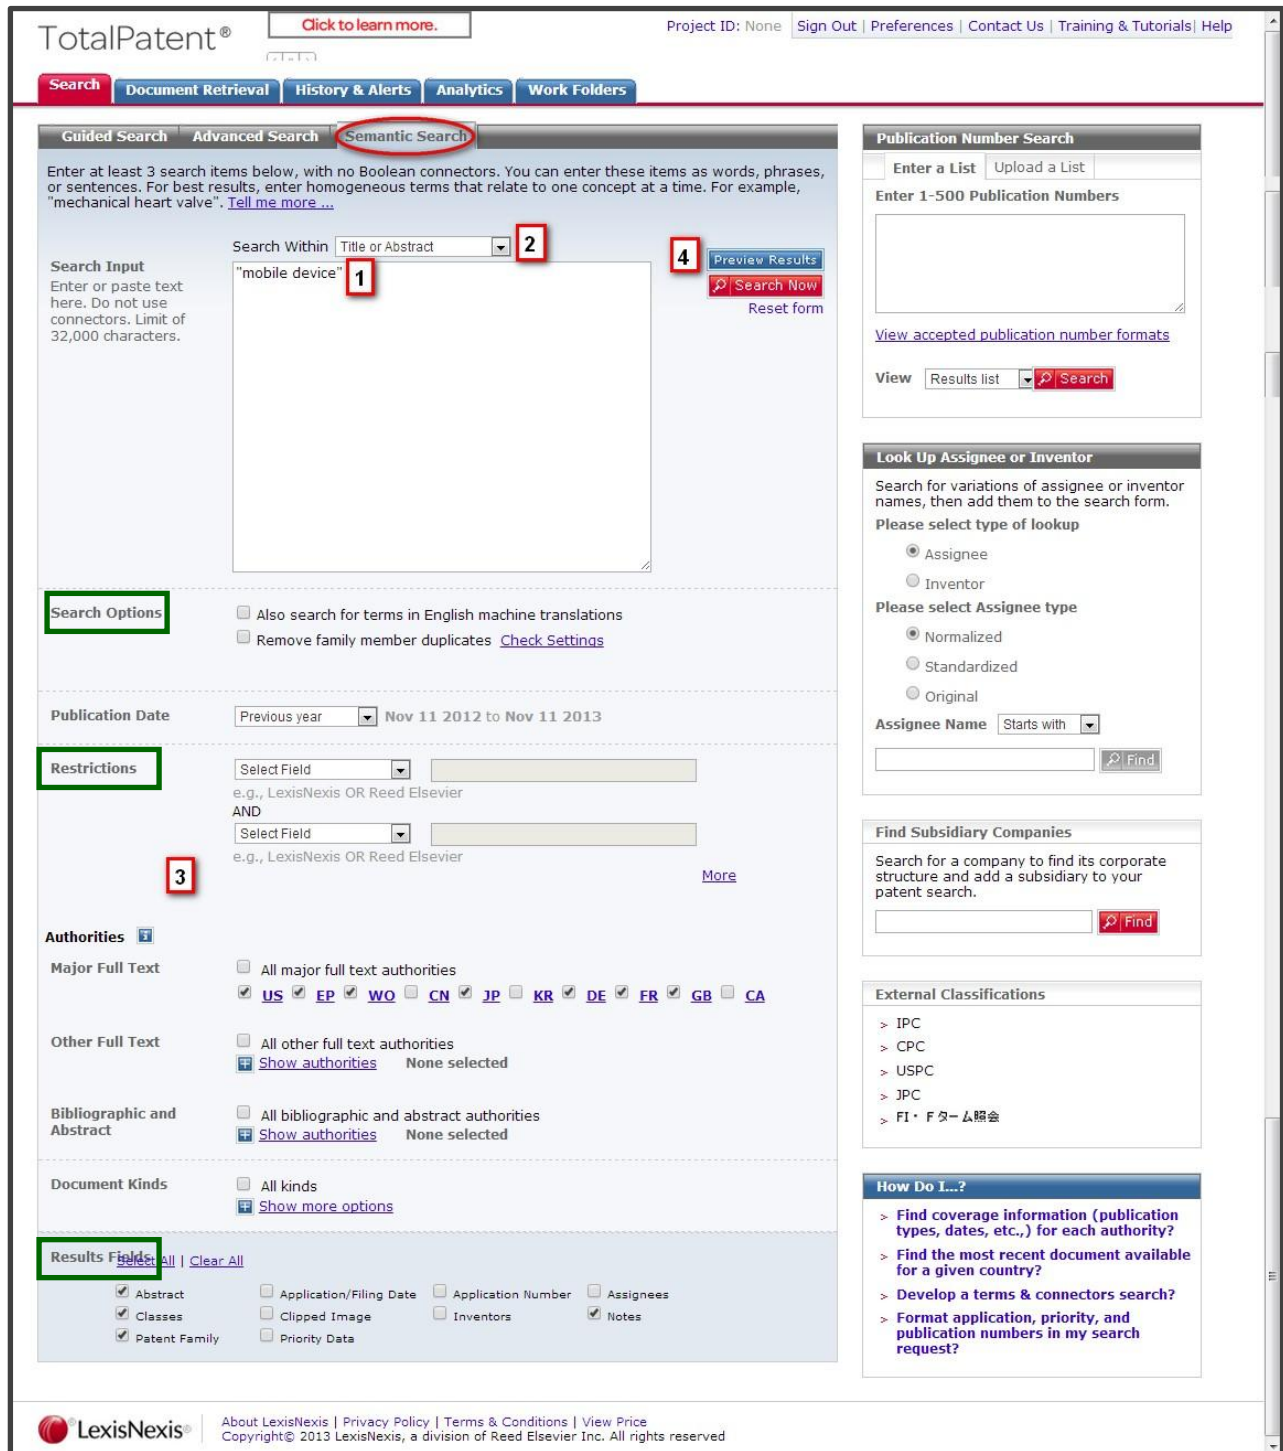 TotalPatent®
Click to learn more.
Project ID: None Sign Out | Preferences | Contact Us | Training & Tutorials | Help
Search Document Retrieval History & Alerts Analytics Work Folders
Guided Search Advanced Search Semantic Search
Enter at least 3 search items below, with no Boolean connectors. You can enter these items as words, phrases,
or sentences. For best results, enter homogeneous terms that relate to one concept at a time. For example,
"mechanical heart valve". Tell me more ...
Search Within Title or Abstract 2
Search Input
Enter or paste text
here. Do not use
connectors. Limit of
32,000 characters.
"mobile device" 1
4 Preview Results
Search Now
Reset form
Search Options
Also search for terms in English machine translations
Remove family member duplicates Check Settings
Publication Date Previous year Nov 11 2012 to Nov 11 2013
Restrictions Select Field
e.g., LexisNexis OR Reed Elsevier
AND
Select Field
e.g., LexisNexis OR Reed Elsevier
3
More
Authorities
Major Full Text All major full text authorities
US EP WO CN JP KR DE FR GB CA
Other Full Text All other full text authorities
Show authorities None selected
Bibliographic and
Abstract
All bibliographic and abstract authorities
Show authorities None selected
Document Kinds All kinds
Show more options
Results Fields Select All | Clear All
Abstract Application/Filing Date Application Number Assignees
Classes Clipped Image Inventors Notes
Patent Family Priority Data
Publication Number Search
Enter a List Upload a List
Enter 1-500 Publication Numbers
View accepted publication number formats
View Results list Search
Look Up Assignee or Inventor
Search for variations of assignee or inventor
names, then add them to the search form.
Please select type of lookup
Assignee
Inventor
Please select Assignee type
Normalized
Standardized
Original
Assignee Name Starts with
Find
Find Subsidiary Companies
Search for a company to find its corporate
structure and add a subsidiary to your
patent search.
Find
External Classifications
> IPC
> CPC
> USPC
> JPC
> FI・Fターム照会
How Do I...?
> Find coverage information (publication
types, dates, etc.,) for each authority?
> Find the most recent document available
for a given country?
> Develop a terms & connectors search?
> Format application, priority, and
publication numbers in my search
request?
LexisNexis®
About LexisNexis | Privacy Policy | Terms & Conditions | View Price
Copyright© 2013 LexisNexis, a division of Reed Elsevier Inc. All rights reserved